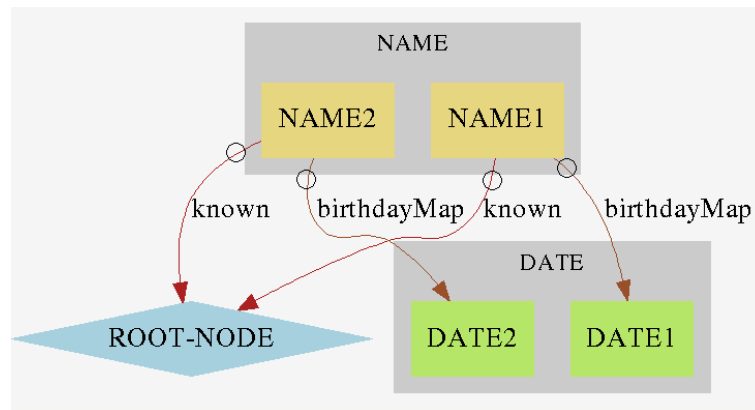 NAME
NAME2 NAME1
known birthdayMap known birthdayMap
DATE
ROOT-NODE DATE2 DATE1